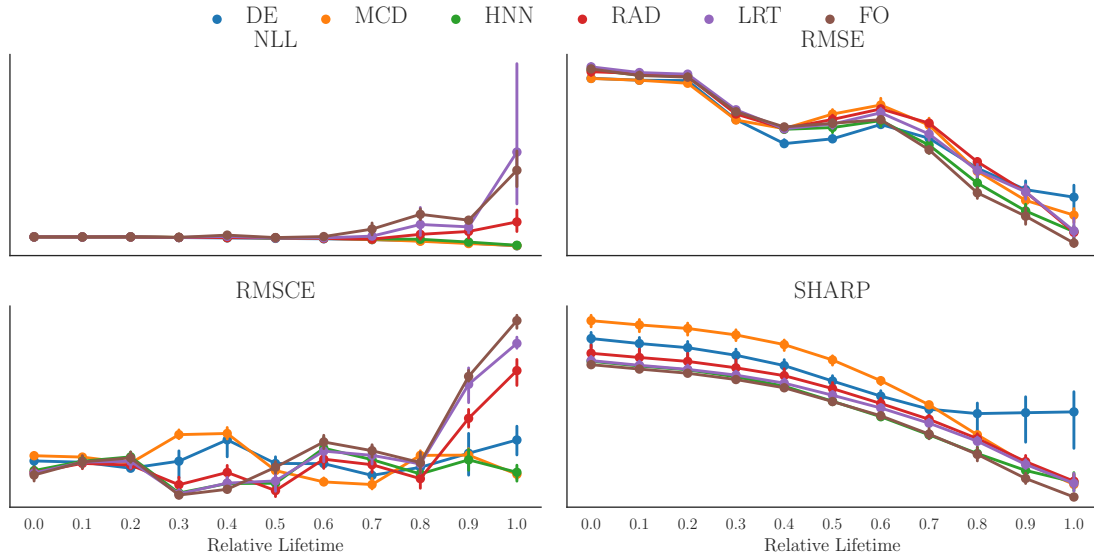 DE MCD HNN RAD LRT FO
NLL RMSE
RMSCE SHARP
0.0 0.1 0.2 0.3 0.4 0.5 0.6 0.7 0.8 0.9 1.0 0.0 0.1 0.2 0.3 0.4 0.5 0.6 0.7 0.8 0.9 1.0
Relative Lifetime Relative Lifetime